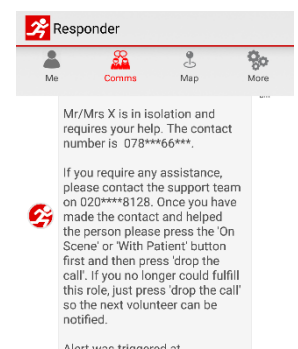 Responder
Me Comms Map More
Mr/Mrs X is in isolation and
requires your help. The contact
number is 078***66***.
If you require any assistance,
please contact the support team
on 020****8128. Once you have
made the contact and helped
the person please press the 'On
Scene' or 'With Patient' button
first and then press 'drop the
call'. If you no longer could fulfill
this role, just press 'drop the call'
so the next volunteer can be
notified.
Alert was triggered at